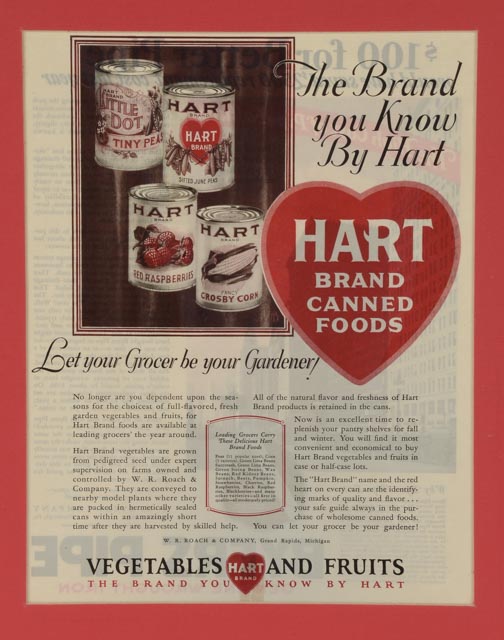 The Brand
you Know
By Hart
HART
BRAND
LITTLE
DOT
TINY PEAS
HART
BRAND
HART
BRAND
SIFTED JUNE PEAS
HART
BRAND
RED RASPBERRIES
HART
BRAND
FANCY
CROSBY CORN
HART
BRAND
CANNED
FOODS
Let your Grocer be your Gardener!
No longer are you dependent upon the sea-
sons for the choicest of full-flavored, fresh
garden vegetables and fruits, for
Hart Brand foods are available at
leading grocers' the year around.
Hart Brand vegetables are grown
from pedigreed seed under expert
supervision on farms owned and
controlled by W. R. Roach &
Company. They are conveyed to
nearby model plants where they
are packed in hermetically sealed
cans within an amazingly short
time after they are harvested by skilled help.
Leading Grocers Carry
These Delicious Hart
Brand Foods
All of the natural flavor and freshness of Hart
Brand products is retained in the cans.
Now is an excellent time to re-
plenish your pantry shelves for fall
and winter. You will find it most
convenient and economical to buy
Hart Brand vegetables and fruits in
case or half-case lots.
The "Hart Brand" name and the red
heart on every can are the identify-
ing marks of quality and flavor . . .
your safe guide always in the pur-
chase of wholesome canned foods.
You can let your grocer be your gardener!
W. R. ROACH & COMPANY, Grand Rapids, Michigan
VEGETABLES HART BRAND AND FRUITS
THE BRAND YOU KNOW BY HART